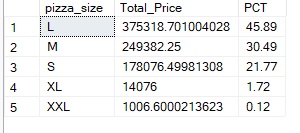 pizza_size Total_Price PCT
1 L 375318.701004028 45.89
2 M 249382.25 30.49
3 S 178076.49981308 21.77
4 XL 14076 1.72
5 XXL 1006.6000213623 0.12